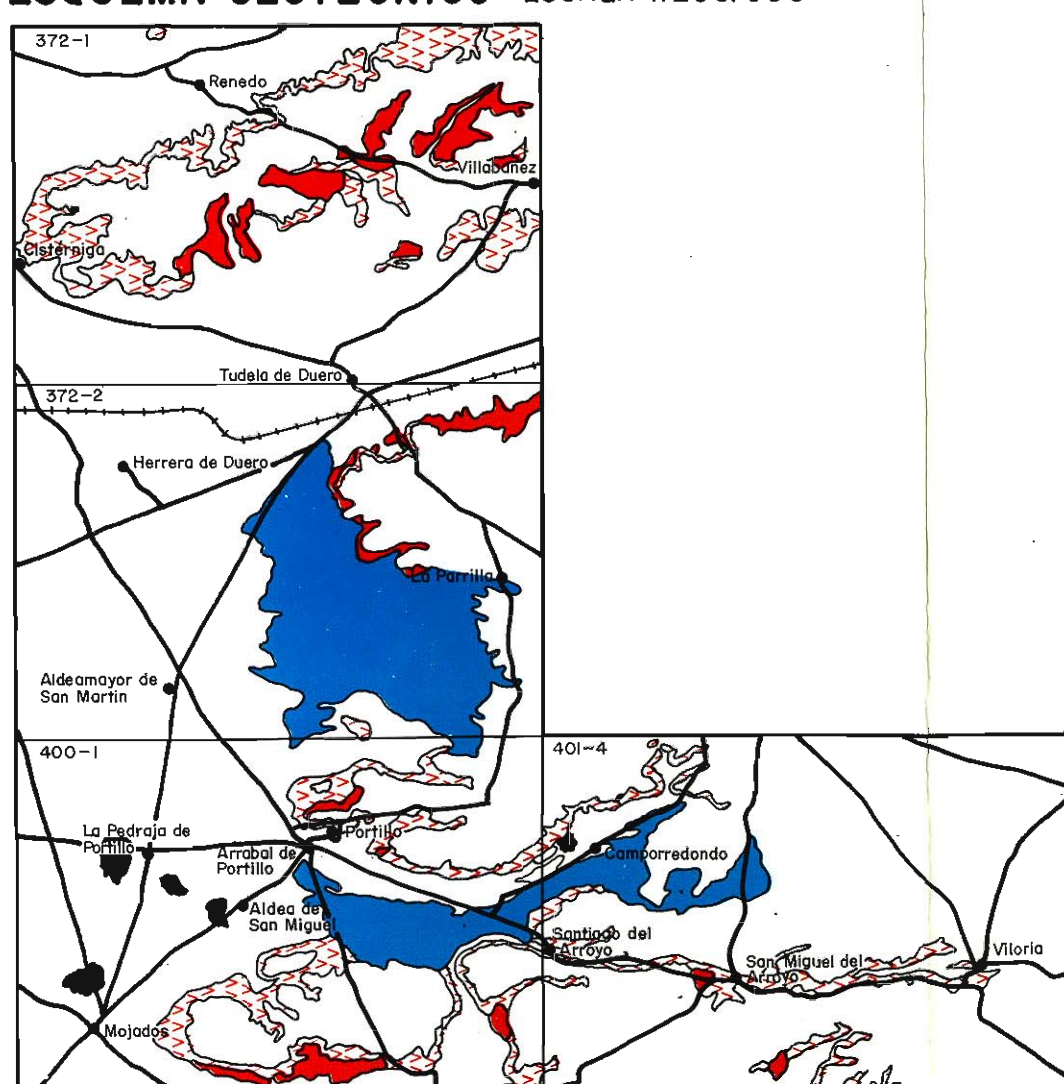 372-1
Renedo
Villabáñez
Cistérniga
Tudela de Duero
372-2
Herrera de Duero
La Parrilla
Aldeamayor de
San Martin
400-1
401-4
La Pedraja de
Portillo
Portillo
Arrabal de
Portillo
Camporredondo
Aldea de
San Miguel
Santiago del
Arroyo
San Miguel del
Arroyo
Viloria
Mojados